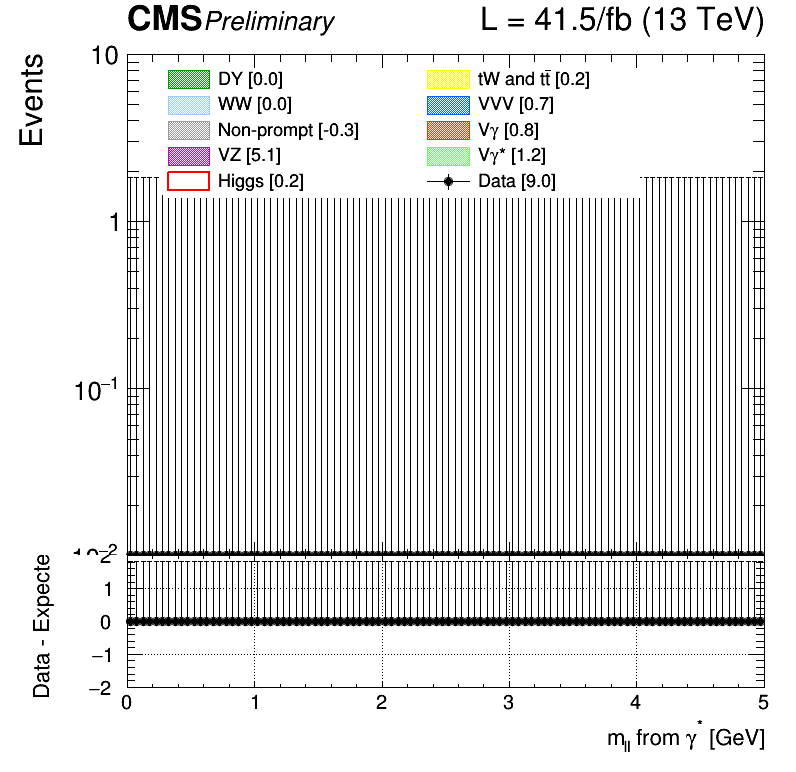 CMS Preliminary L = 41.5/fb (13 TeV)
Events
10
1
10⁻¹
10⁻²
DY [0.0]
WW [0.0]
Non-prompt [-0.3]
VZ [5.1]
Higgs [0.2]
tW and tt̄ [0.2]
VVV [0.7]
Vγ [0.8]
Vγ* [1.2]
Data [9.0]
Data - Expecte
2
1
0
−1
−2
0 1 2 3 4 5
mll from γ* [GeV]